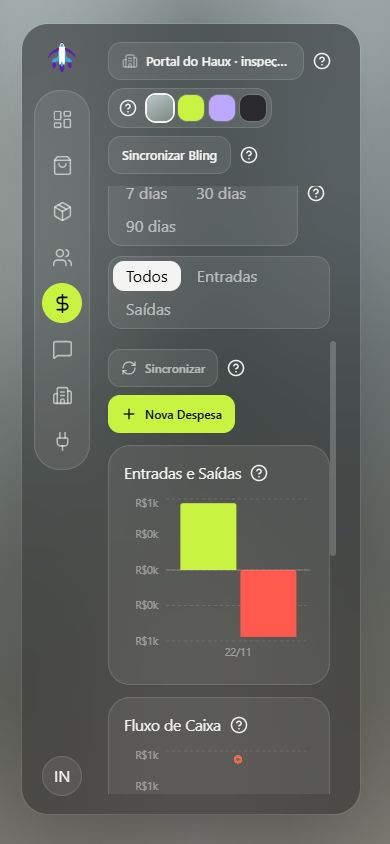 Portal do Haux · inspeç...
Sincronizar Bling
7 dias
30 dias
90 dias
Todos
Entradas
Saídas
Sincronizar
Nova Despesa
Entradas e Saídas
R$1k
R$0k
R$0k
R$0k
R$1k
22/11
Fluxo de Caixa
R$1k
R$1k
IN